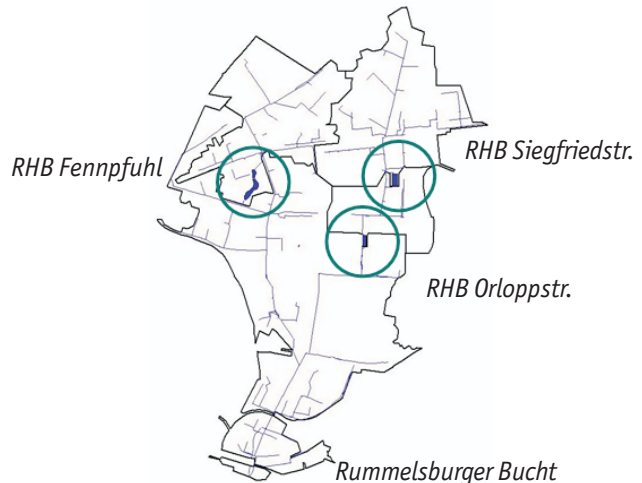 RHB Siegfriedstr.
RHB Fennpfuhl
RHB Orloppstr.
Rummelsburger Bucht